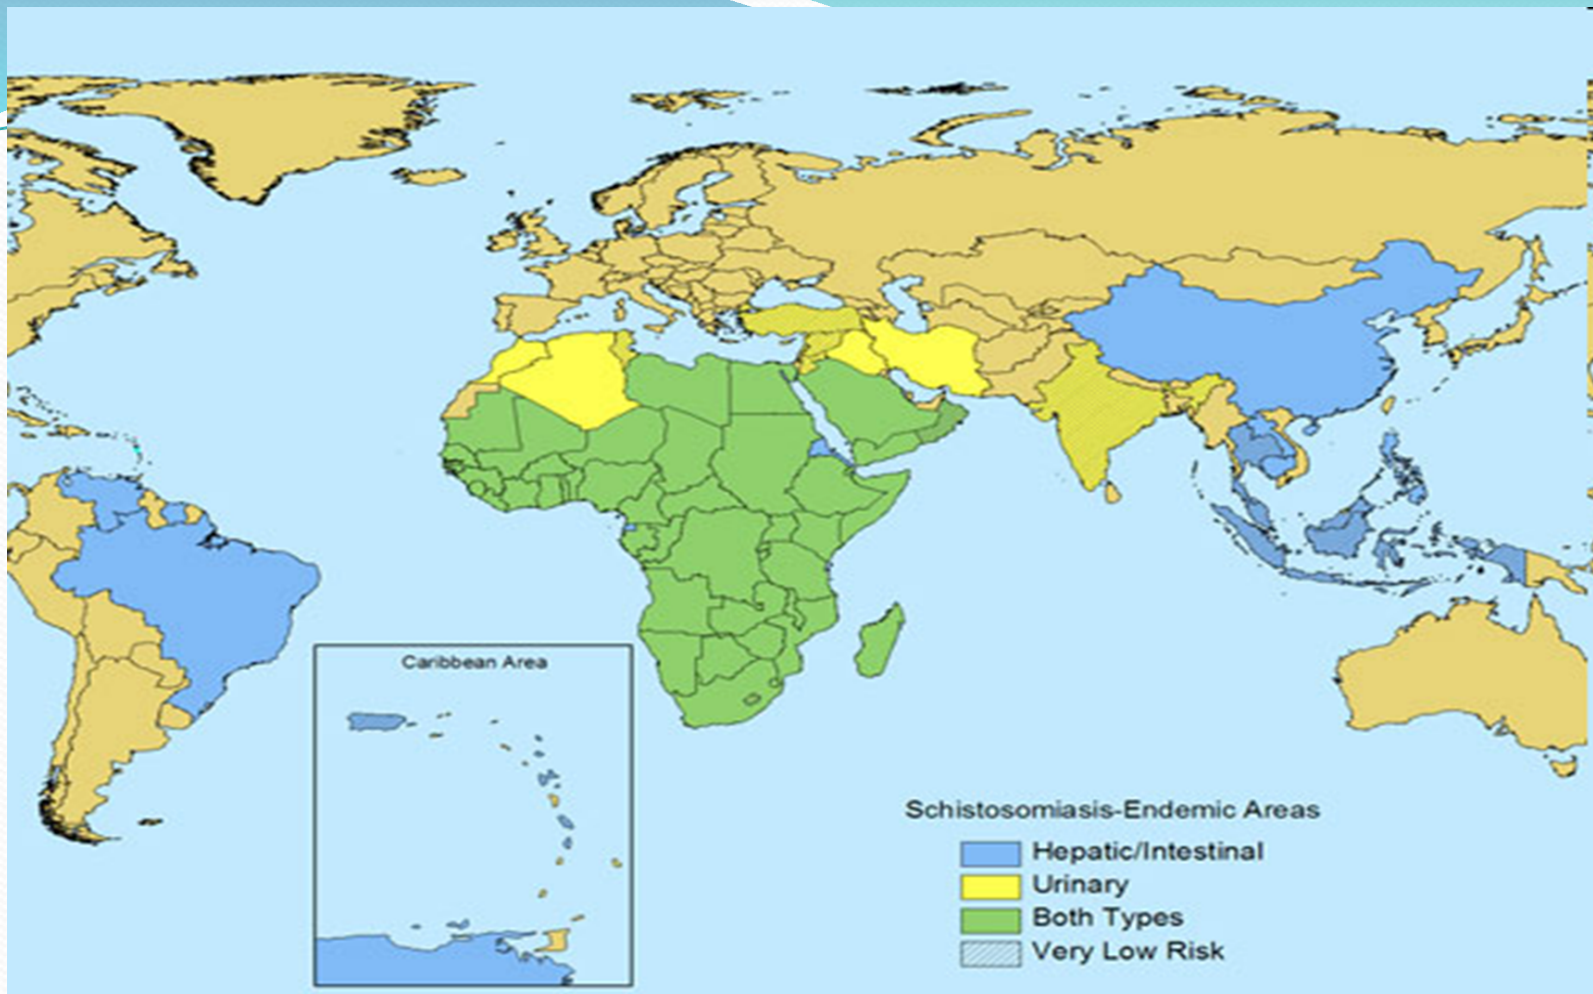 Caribbean Area
Schistosomiasis-Endemic Areas
Hepatic/Intestinal
Urinary
Both Types
Very Low Risk